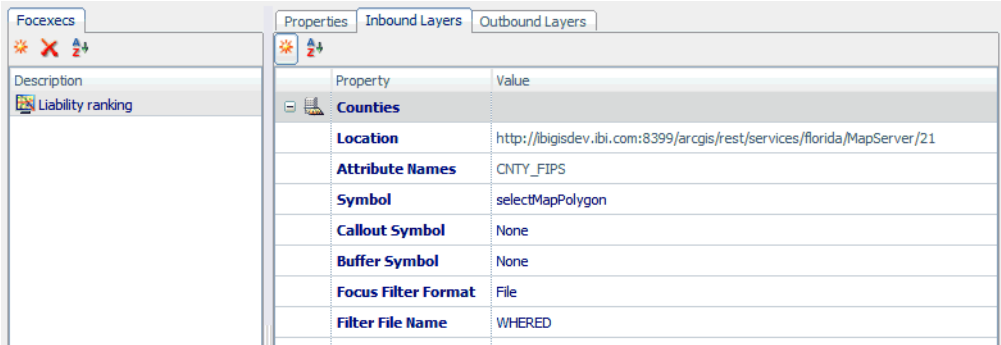 Focexecs
Properties Inbound Layers Outbound Layers
Description
Liability ranking
Property Value
Counties
Location http://ibigisdev.ibi.com:8399/arcgis/rest/services/florida/MapServer/21
Attribute Names CNTY_FIPS
Symbol selectMapPolygon
Callout Symbol None
Buffer Symbol None
Focus Filter Format File
Filter File Name WHERED